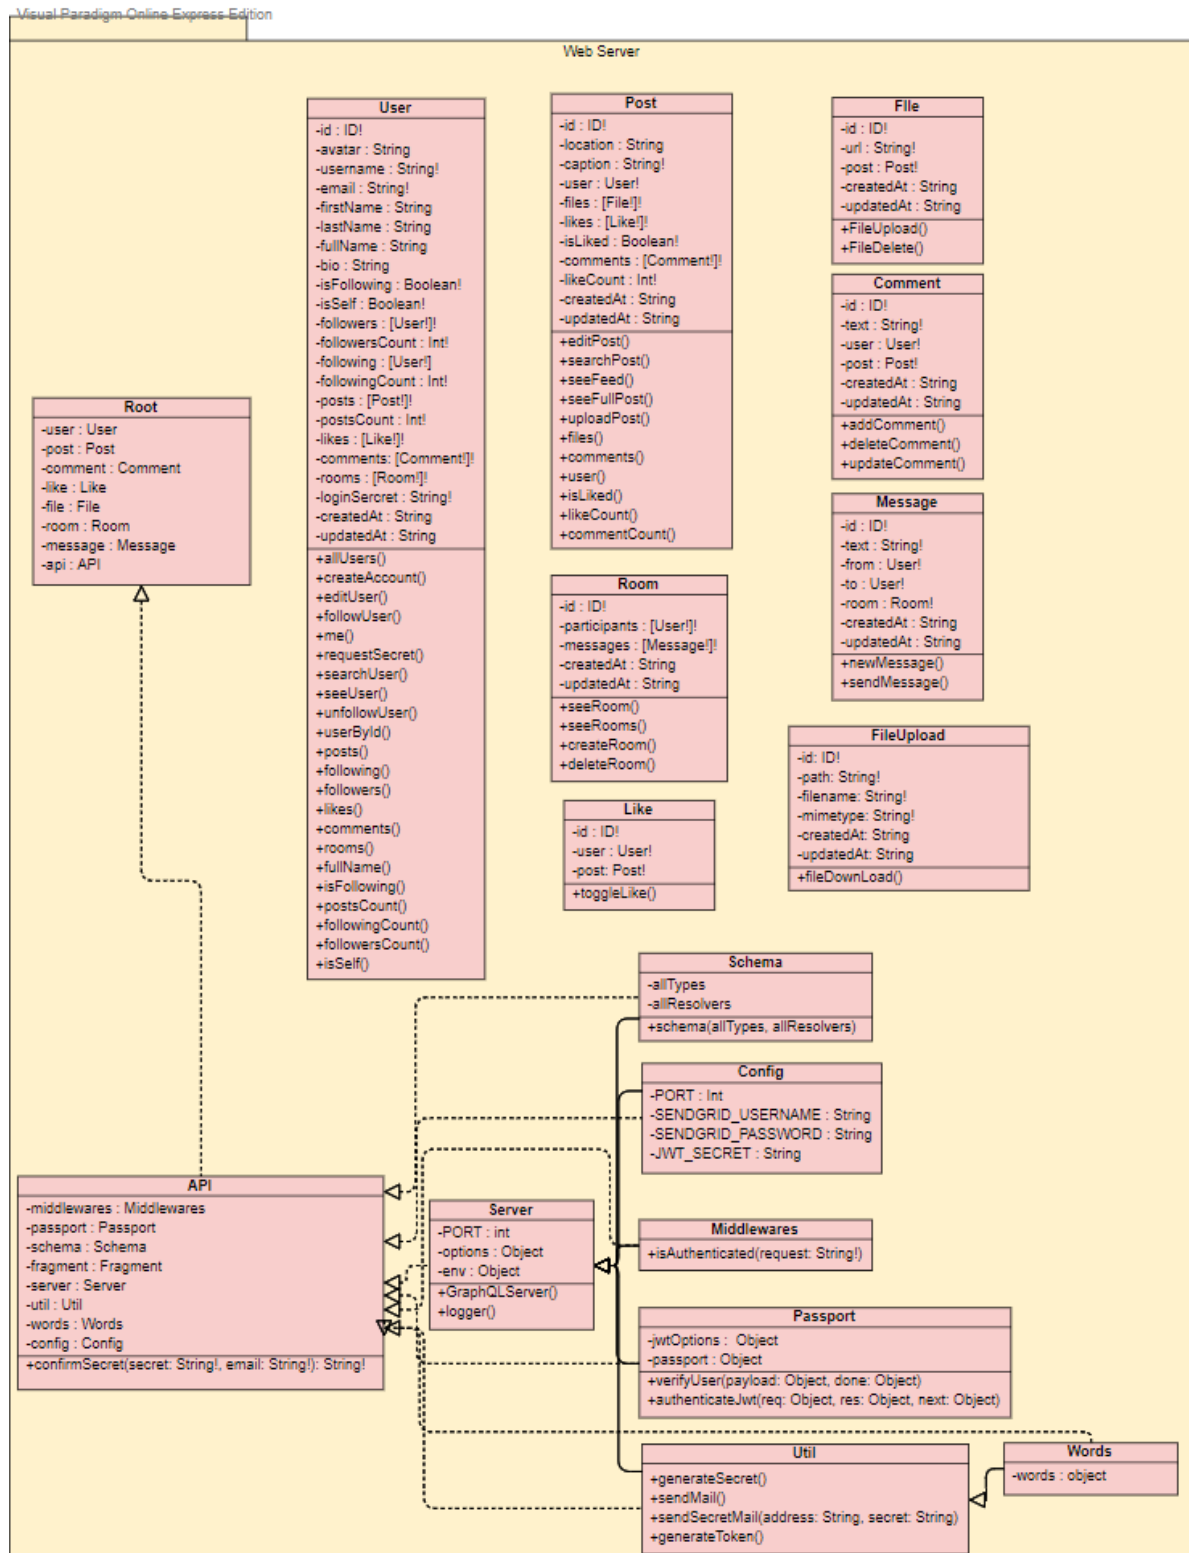 Visual Paradigm Online Express Edition
Web Server
User
-id : ID!
-avatar : String
-username : String!
-email : String!
-firstName : String
-lastName : String
-fullName : String
-bio : String
-isFollowing : Boolean!
-isSelf : Boolean!
-followers : [User!]!
-followersCount : Int!
-following : [User!]
-followingCount : Int!
-posts : [Post!]!
-postsCount : Int!
-likes : [Like!]!
-comments: [Comment!]!
-rooms : [Room!]!
-loginSercret : String!
-createdAt : String
-updatedAt : String
+allUsers()
+createAccount()
+editUser()
+followUser()
+me()
+requestSecret()
+searchUser()
+seeUser()
+unfollowUser()
+userById()
+posts()
+following()
+followers()
+likes()
+comments()
+rooms()
+fullName()
+isFollowing()
+postsCount()
+followingCount()
+followersCount()
+isSelf()
Post
-id : ID!
-location : String
-caption : String!
-user : User!
-files : [File!]!
-likes : [Like!]!
-isLiked : Boolean!
-comments : [Comment!]!
-likeCount : Int!
-createdAt : String
-updatedAt : String
+editPost()
+searchPost()
+seeFeed()
+seeFullPost()
+uploadPost()
+files()
+comments()
+user()
+isLiked()
+likeCount()
+commentCount()
FIle
-id : ID!
-url : String!
-post : Post!
-createdAt : String
-updatedAt : String
+FileUpload()
+FileDelete()
Comment
-id : ID!
-text : String!
-user : User!
-post : Post!
-createdAt : String
-updatedAt : String
+addComment()
+deleteComment()
+updateComment()
Root
-user : User
-post : Post
-comment : Comment
-like : Like
-file : File
-room : Room
-message : Message
-api : API
Message
-id : ID!
-text : String!
-from : User!
-to : User!
-room : Room!
-createdAt : String
-updatedAt : String
+newMessage()
+sendMessage()
Room
-id : ID!
-participants : [User!]!
-messages : [Message!]!
-createdAt : String
-updatedAt : String
+seeRoom()
+seeRooms()
+createRoom()
+deleteRoom()
FileUpload
-id: ID!
-path: String!
-filename: String!
-mimetype: String!
-createdAt: String
-updatedAt: String
+fileDownLoad()
Like
-id : ID!
-user : User!
-post: Post!
+toggleLike()
Schema
-allTypes
-allResolvers
+schema(allTypes, allResolvers)
Config
-PORT : Int
-SENDGRID_USERNAME : String
-SENDGRID_PASSWORD : String
-JWT_SECRET : String
API
-middlewares : Middlewares
-passport : Passport
-schema : Schema
-fragment : Fragment
-server : Server
-util : Util
-words : Words
-config : Config
+confirmSecret(secret: String!, email: String!): String!
Server
-PORT : int
-options : Object
-env : Object
+GraphQLServer()
+logger()
Middlewares
+isAuthenticated(request: String!)
Passport
-jwtOptions : Object
-passport : Object
+verifyUser(payload: Object, done: Object)
+authenticateJwt(req: Object, res: Object, next: Object)
Util
+generateSecret()
+sendMail()
+sendSecretMail(address: String, secret: String)
+generateToken()
Words
-words : object